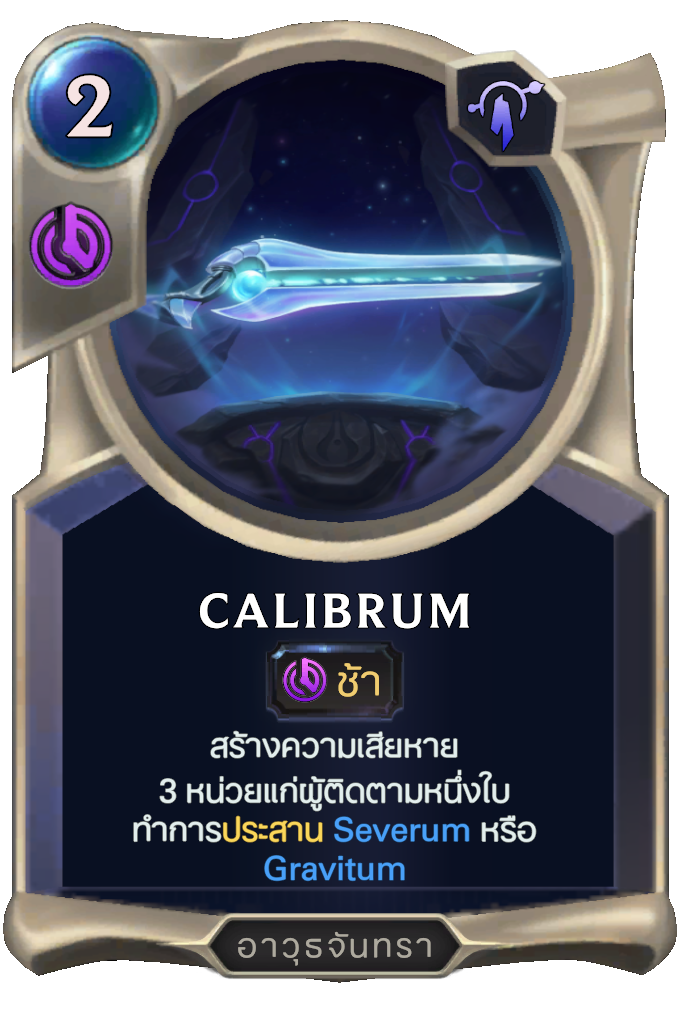 2
CALIBRUM
ช้า
สร้างความเสียหาย
3 หน่วยแก่ผู้ติดตามหนึ่งใบ
ทำการประสาน Severum หรือ
Gravitum
อาวุธจันทรา